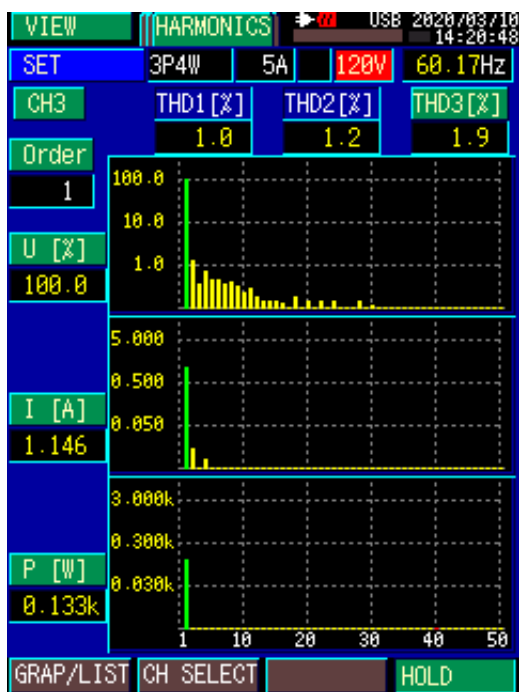 VIEW HARMONICS USB 2020/03/10
14:20:48
SET 3P4W 5A 120V 60.17Hz
CH3 THD1[%] THD2[%] THD3[%]
1.0 1.2 1.9
Order
1
100.0
10.0
1.0
U [%]
100.0
5.000
0.500
0.050
I [A]
1.146
3.000k
0.300k
0.030k
P [W]
0.133k
1 10 20 30 40 50
GRAP/LIST CH SELECT HOLD